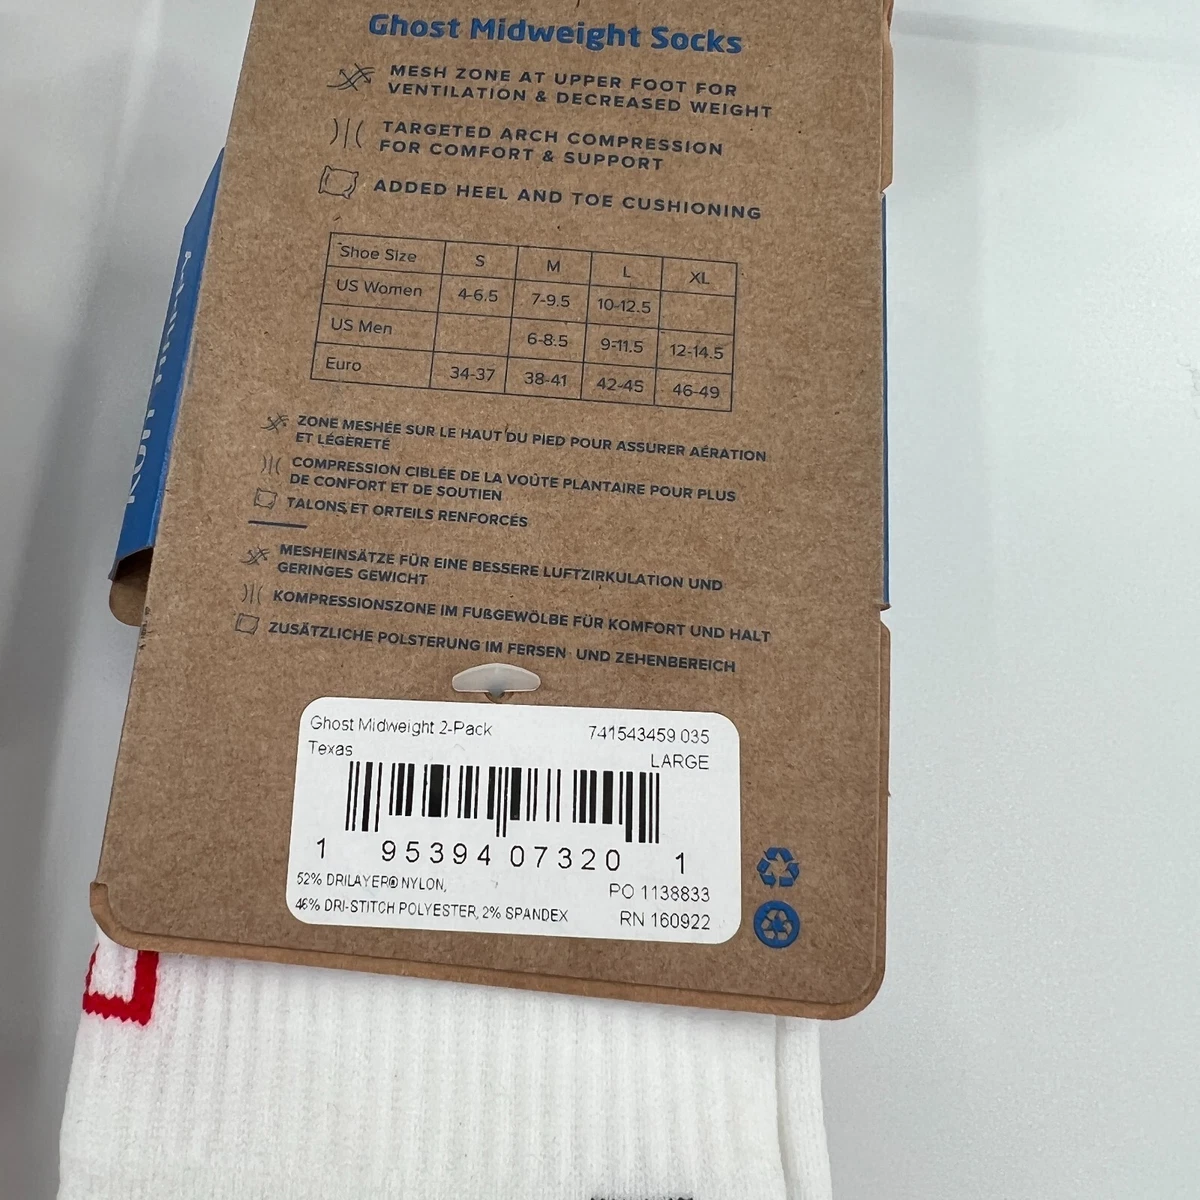 Ghost Midweight Socks
MESH ZONE AT UPPER FOOT FOR
VENTILATION & DECREASED WEIGHT
TARGETED ARCH COMPRESSION
FOR COMFORT & SUPPORT
ADDED HEEL AND TOE CUSHIONING
Shoe Size S M L XL
US Women 4-6.5 7-9.5 10-12.5
US Men 6-8.5 9-11.5 12-14.5
Euro 34-37 38-41 42-45 46-49
ZONE MESHÉE SUR LE HAUT DU PIED POUR ASSURER AÉRATION
ET LÉGÈRETÉ
COMPRESSION CIBLÉE DE LA VOÛTE PLANTAIRE POUR PLUS
DE CONFORT ET DE SOUTIEN
TALONS ET ORTEILS RENFORCÉS
MESHEINSÄTZE FÜR EINE BESSERE LUFTZIRKULATION UND
GERINGES GEWICHT
KOMPRESSIONSZONE IM FUßGEWÖLBE FÜR KOMFORT UND HALT
ZUSÄTZLICHE POLSTERUNG IM FERSEN- UND ZEHENBEREICH
Ghost Midweight 2-Pack 741543459 035
Texas LARGE
1 95394 07320 1
52% DRILAYER® NYLON, PO 1138833
46% DRI-STITCH POLYESTER, 2% SPANDEX RN 160922